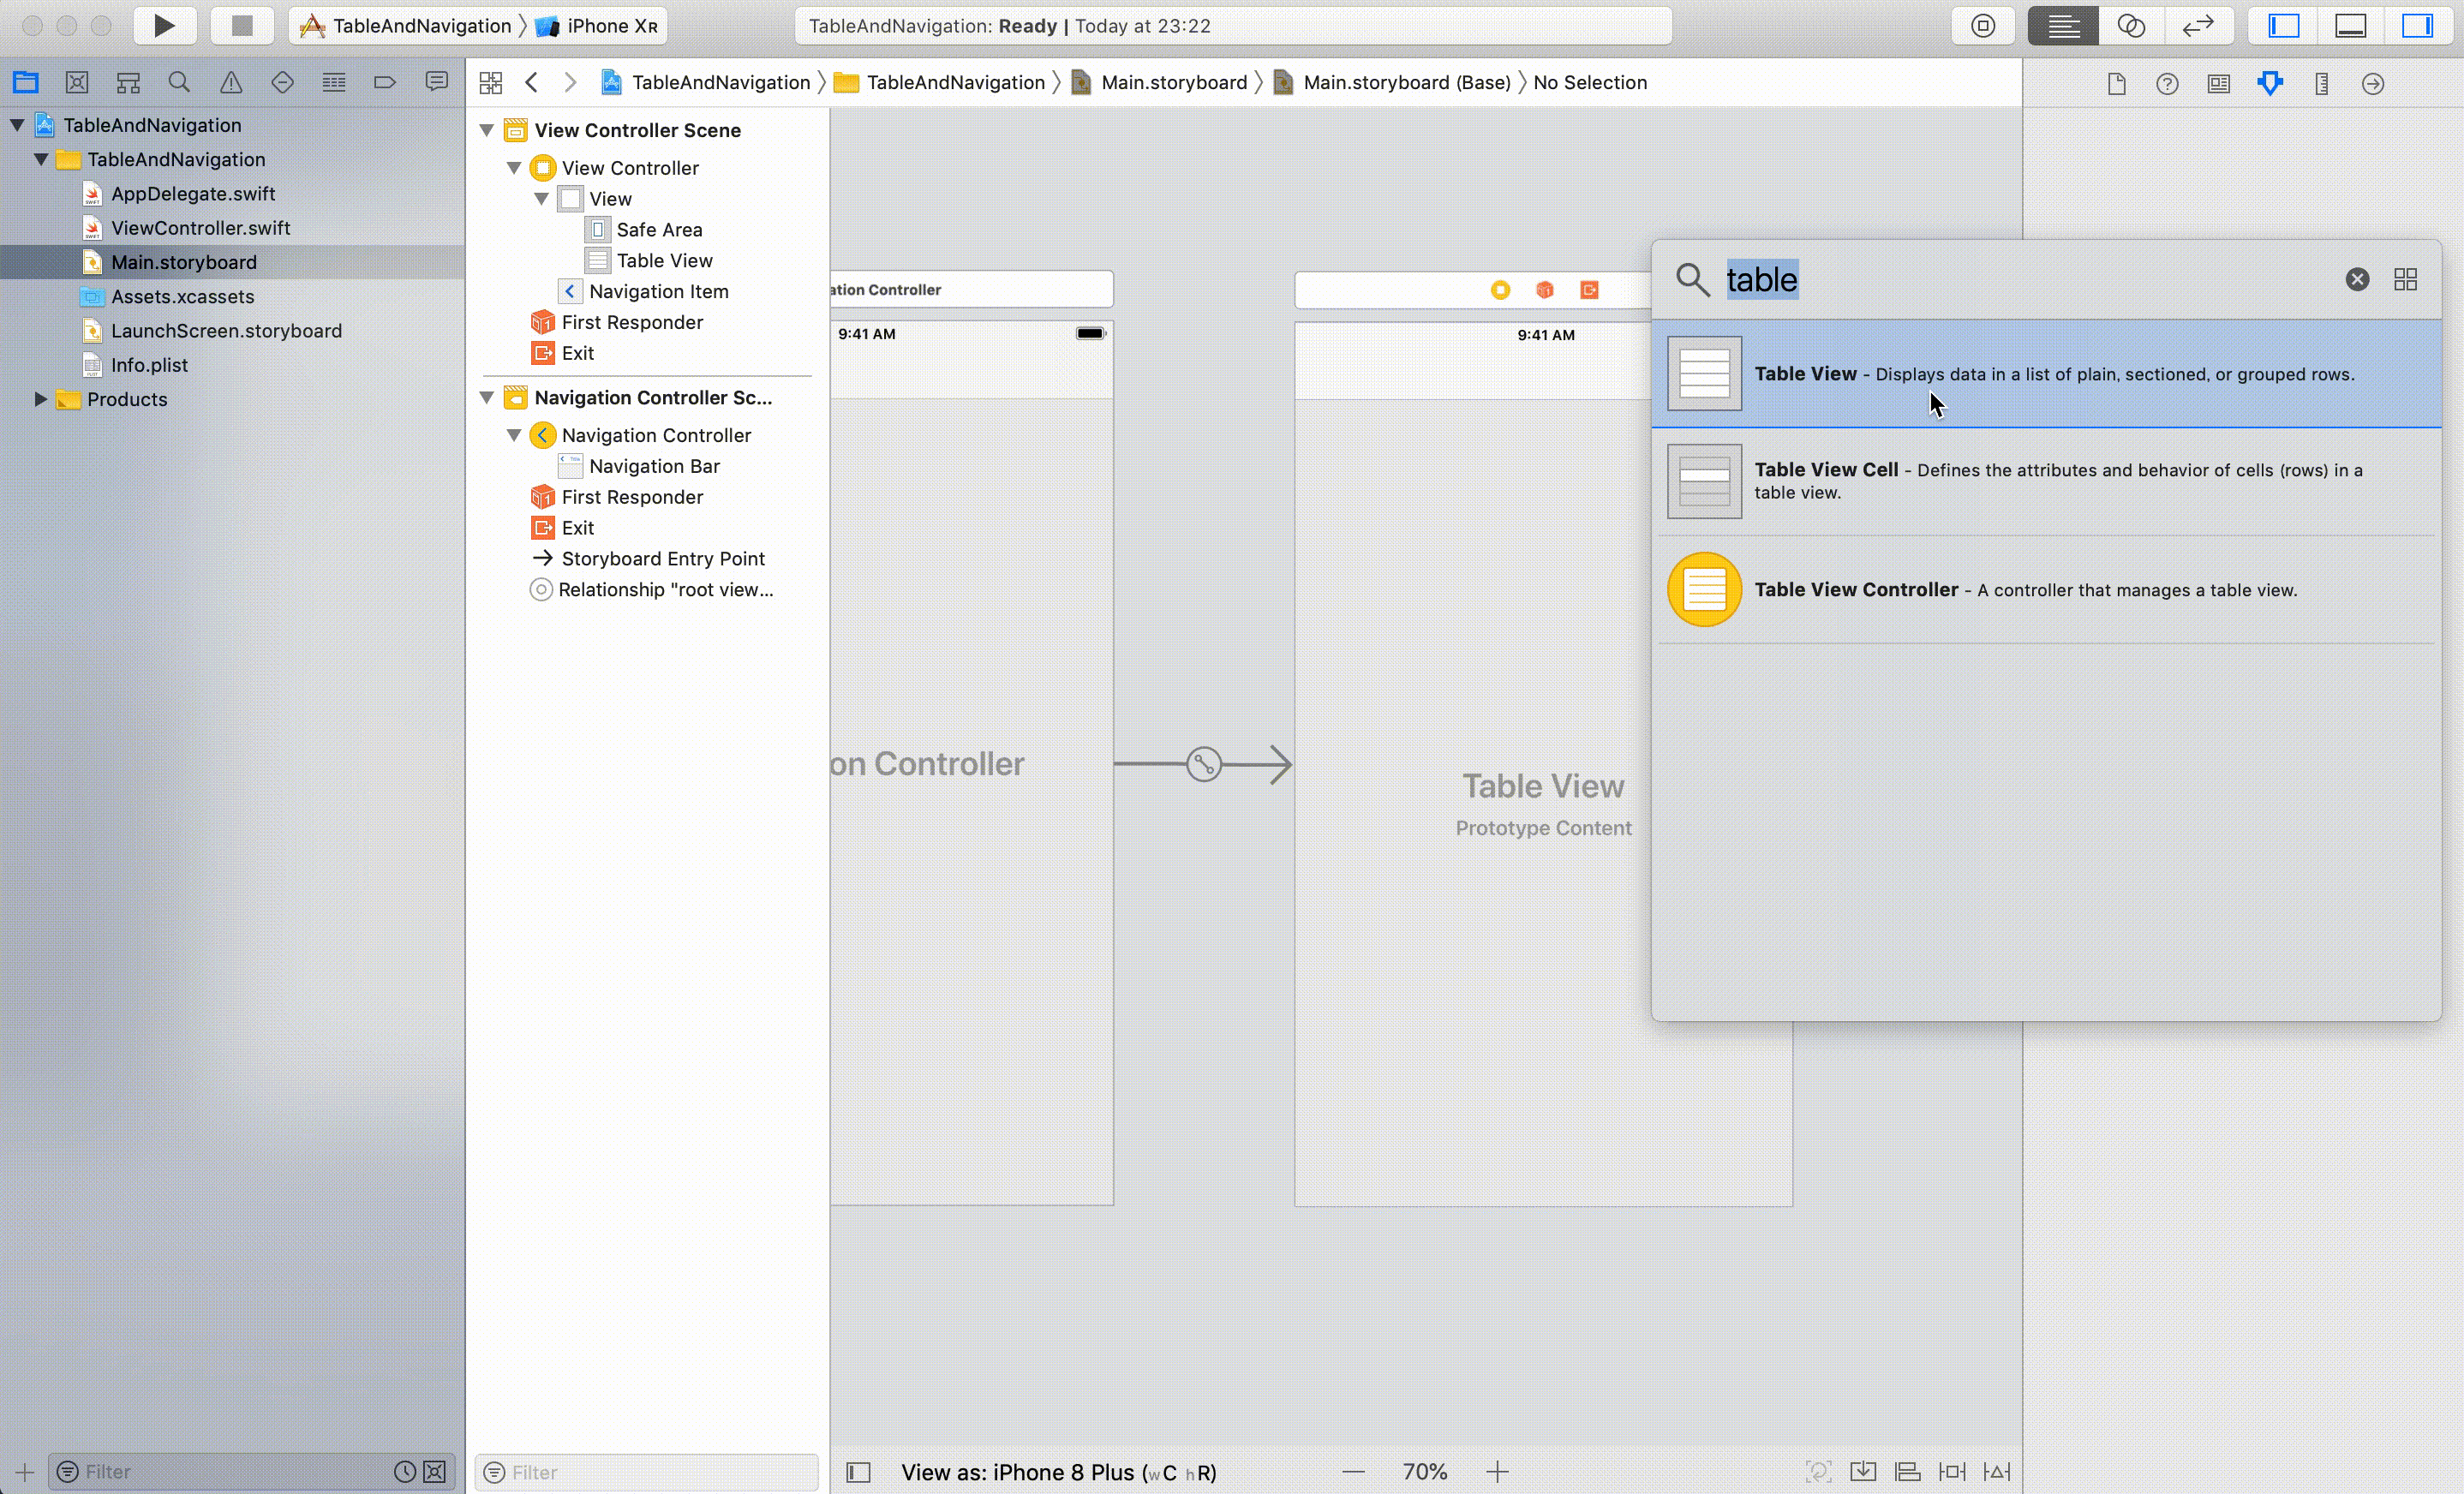 TableAndNavigation 〉 iPhone XR
TableAndNavigation: Ready | Today at 23:22
TableAndNavigation 〉 TableAndNavigation 〉 Main.storyboard 〉 Main.storyboard (Base) 〉 No Selection
TableAndNavigation
TableAndNavigation
AppDelegate.swift
ViewController.swift
Main.storyboard
Assets.xcassets
LaunchScreen.storyboard
Info.plist
Products
Filter
View Controller Scene
View Controller
View
Safe Area
Table View
Navigation Item
First Responder
Exit
Navigation Controller Sc...
Navigation Controller
Navigation Bar
First Responder
Exit
Storyboard Entry Point
Relationship "root view...
Filter
ation Controller
9:41 AM
on Controller
9:41 AM
Table View
Prototype Content
View as: iPhone 8 Plus (wC hR)
70%
table
Table View - Displays data in a list of plain, sectioned, or grouped rows.
Table View Cell - Defines the attributes and behavior of cells (rows) in a
table view.
Table View Controller - A controller that manages a table view.